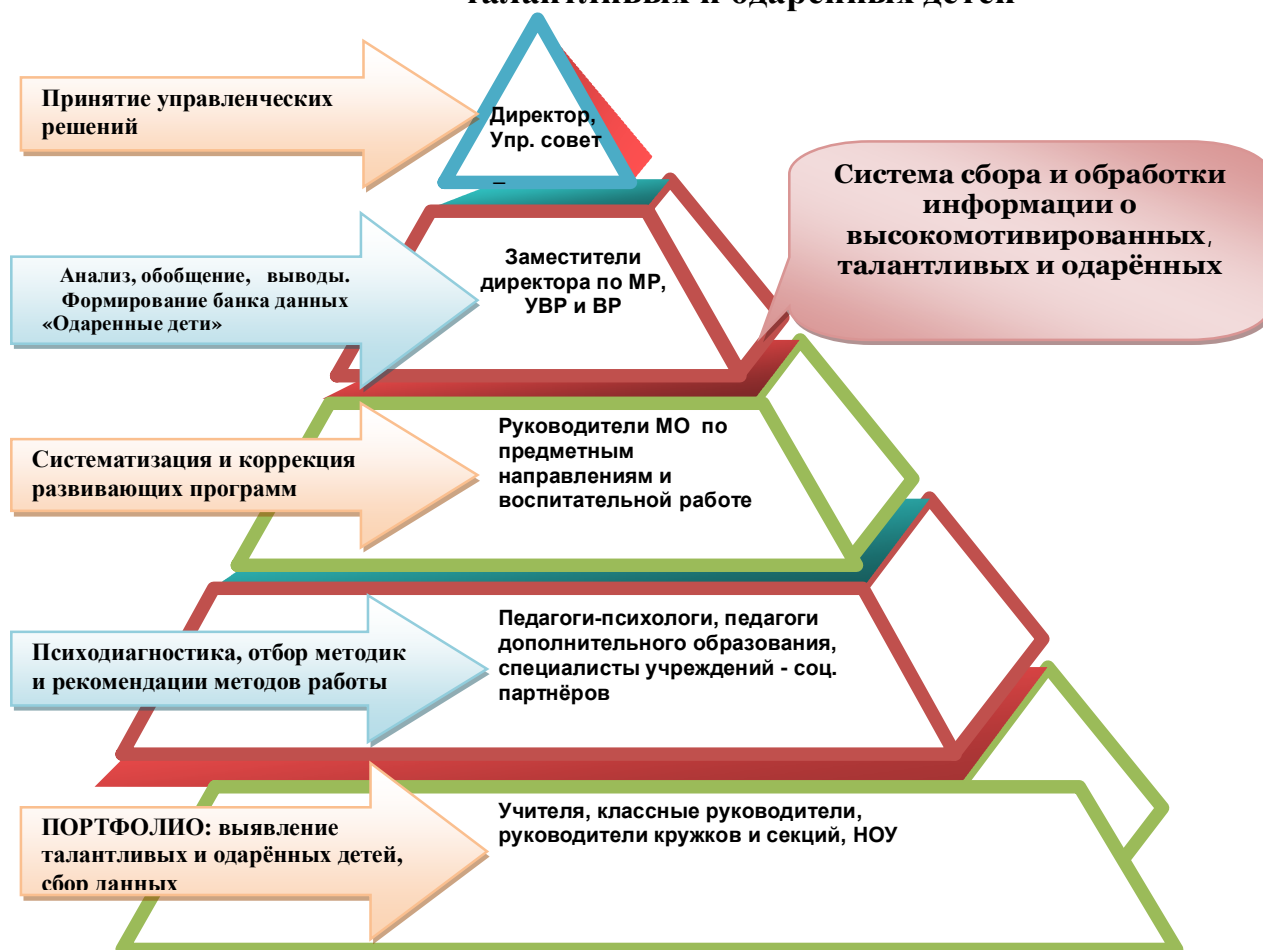 талантливых и одарённых детей
Принятие управленческих
решений
Директор,
Упр. совет
–
Система сбора и обработки
информации о
высокомотивированных,
талантливых и одарённых
Анализ, обобщение, выводы.
Формирование банка данных
«Одаренные дети»
Заместители
директора по МР,
УВР и ВР
Систематизация и коррекция
развивающих программ
Руководители МО по
предметным
направлениям и
воспитательной работе
Психодиагностика, отбор методик
и рекомендации методов работы
Педагоги-психологи, педагоги
дополнительного образования,
специалисты учреждений - соц.
партнёров
ПОРТФОЛИО: выявление
талантливых и одарённых детей,
сбор данных
Учителя, классные руководители,
руководители кружков и секций, НОУ